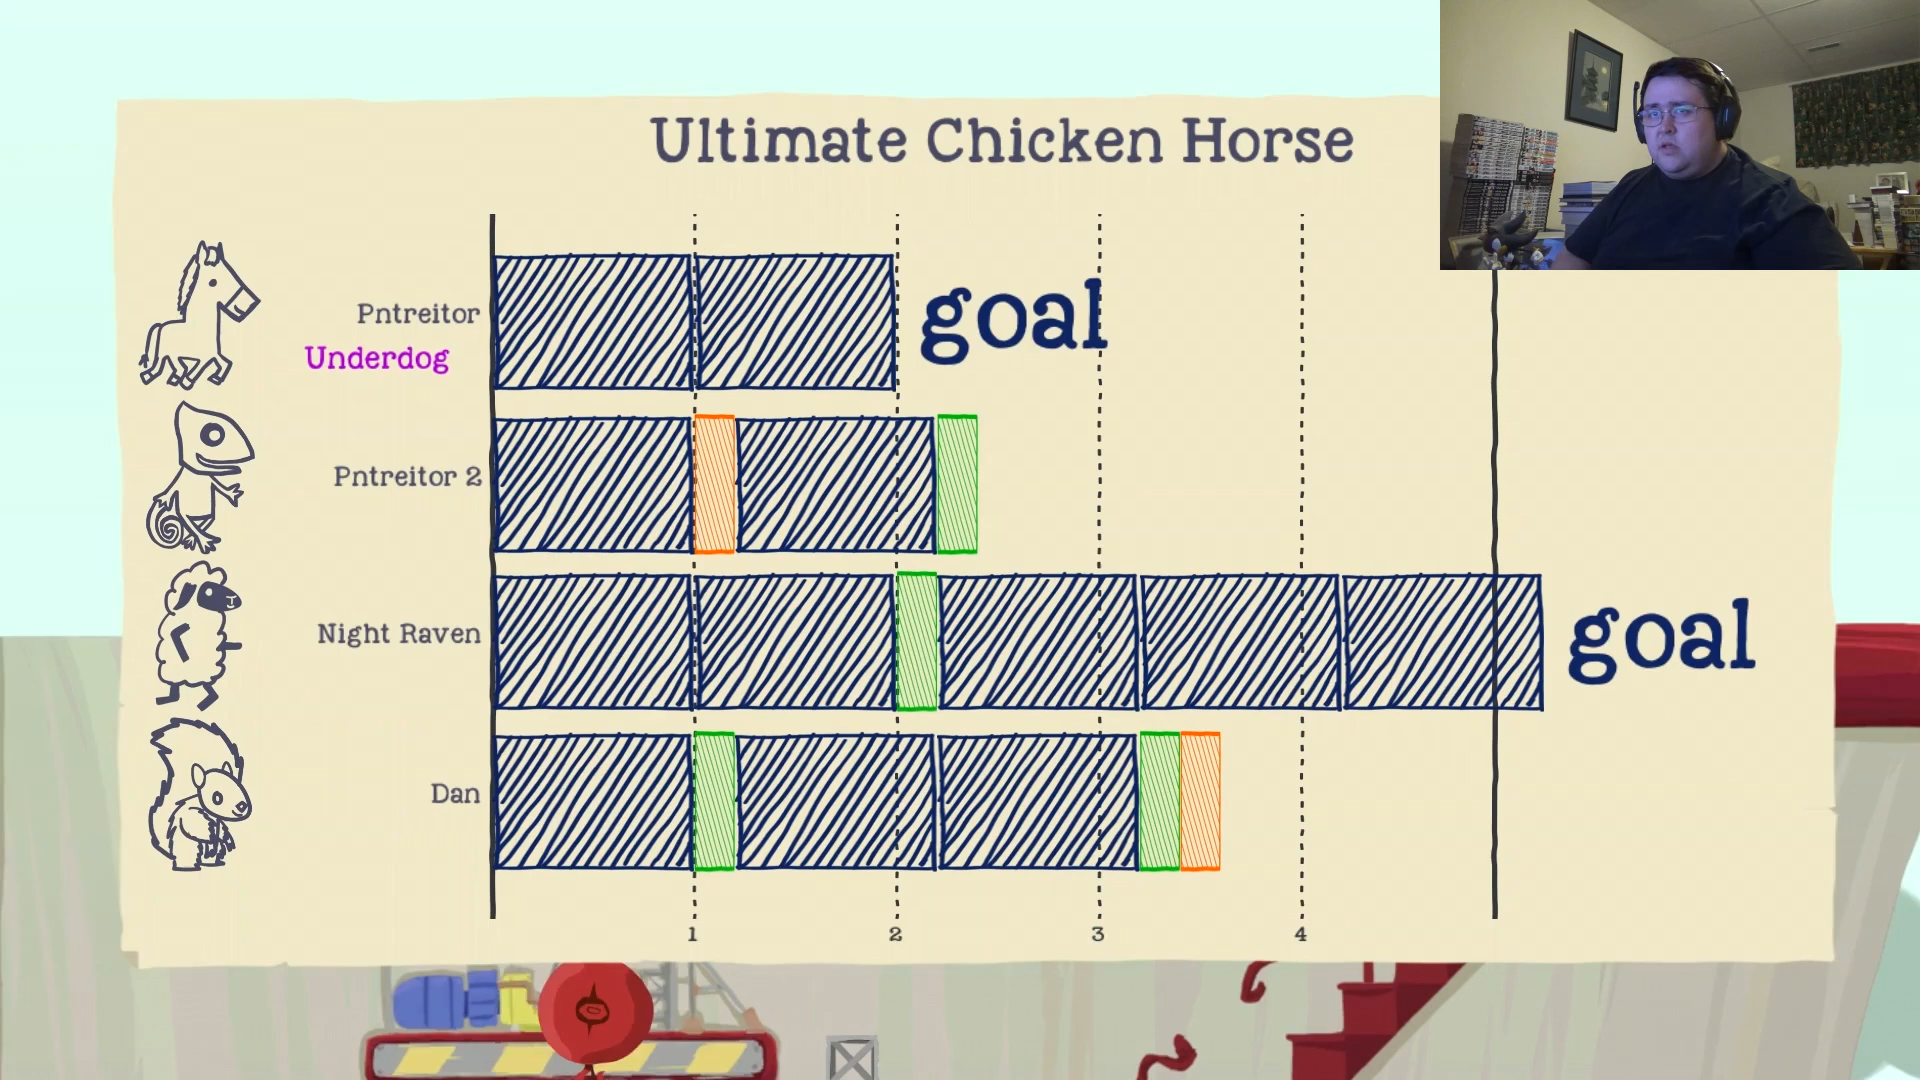 Ultimate Chicken Horse
Pntreitor
goal
Underdog
Pntreitor 2
Night Raven
goal
Dan
1 2 3 4